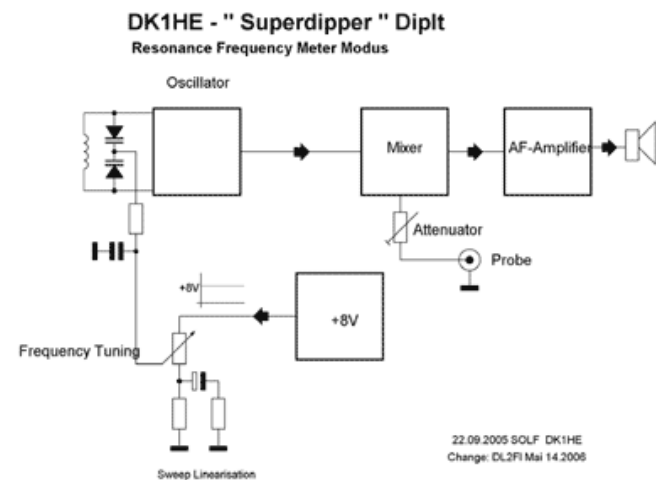 DK1HE - " Superdipper " DipIt
Resonance Frequency Meter Modus
Oscillator
Mixer
AF-Amplifier
Attenuator
Probe
+8V
+8V
Frequency Tuning
22.09.2005 SOLF DK1HE
Change: DL2FI Mai 14.2006
Sweep Linearisation